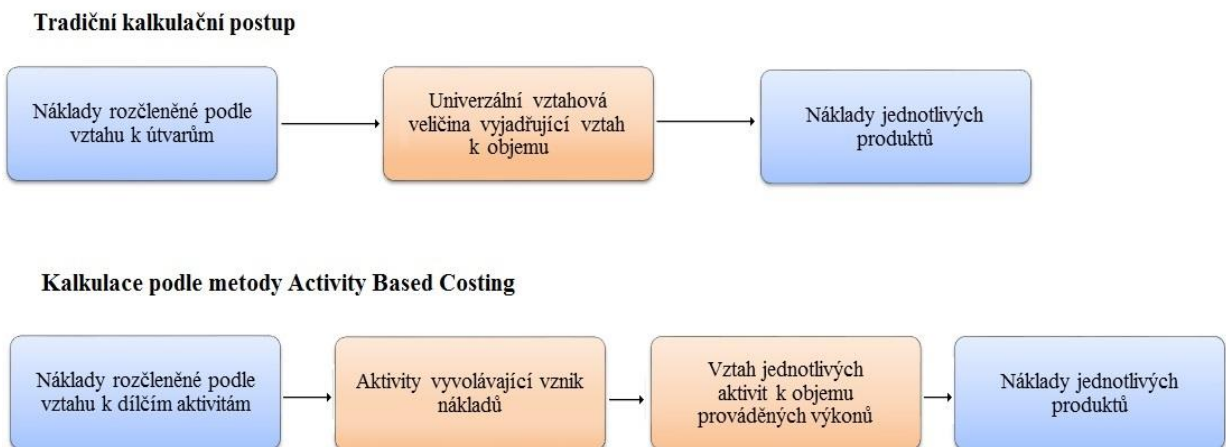 Tradiční kalkulační postup
Náklady rozčleněné podle
vztahu k útvarům
Univerzální vztahová
veličina vyjadřující vztah
k objemu
Náklady jednotlivých
produktů
Kalkulace podle metody Activity Based Costing
Náklady rozčleněné podle
vztahu k dílčím aktivitám
Aktivity vyvolávající vznik
nákladů
Vztah jednotlivých
aktivit k objemu
prováděných výkonů
Náklady jednotlivých
produktů